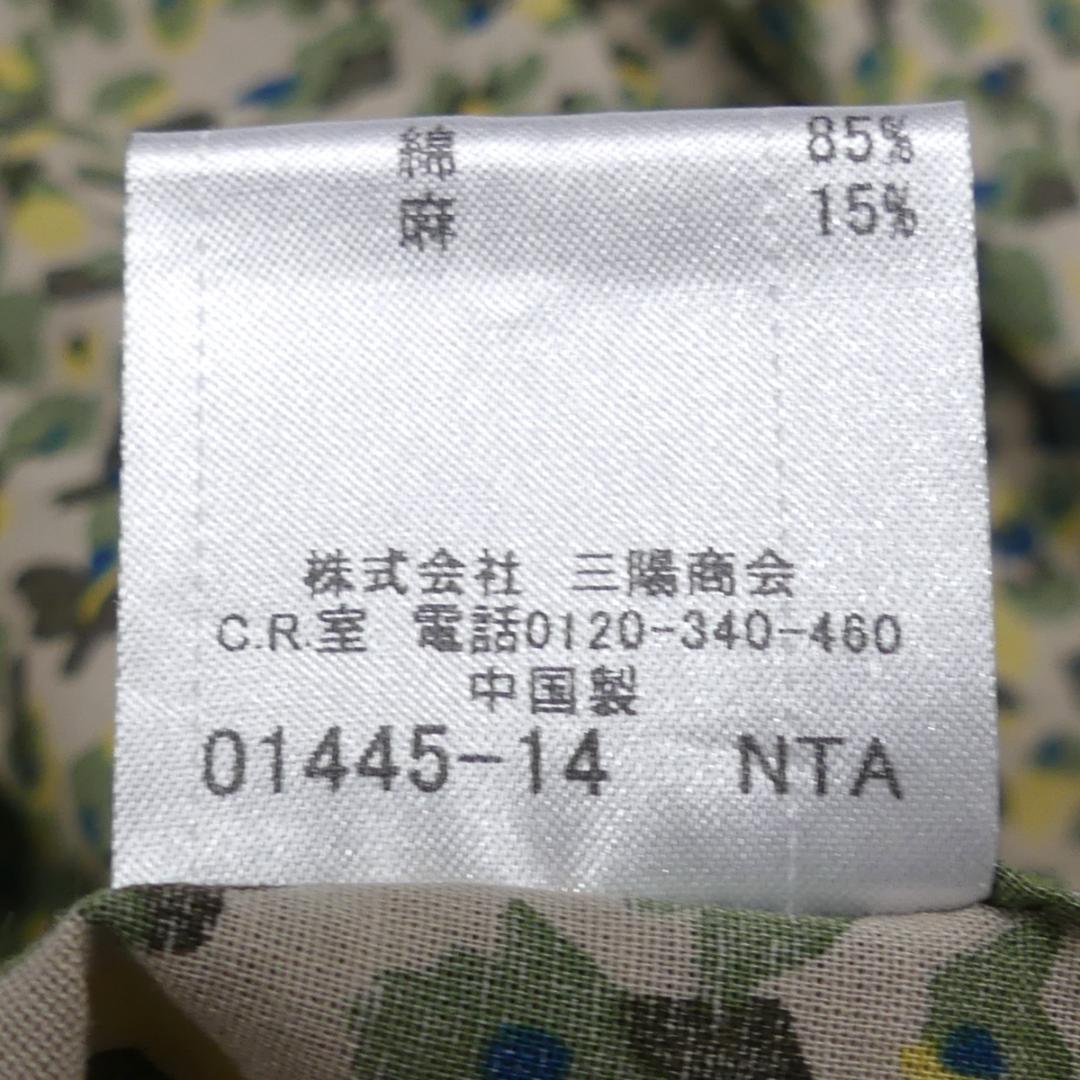 綿 85%
麻 15%
株式会社 三陽商会
C.R.室 電話0120-340-460
中国製
01445-14 NTA